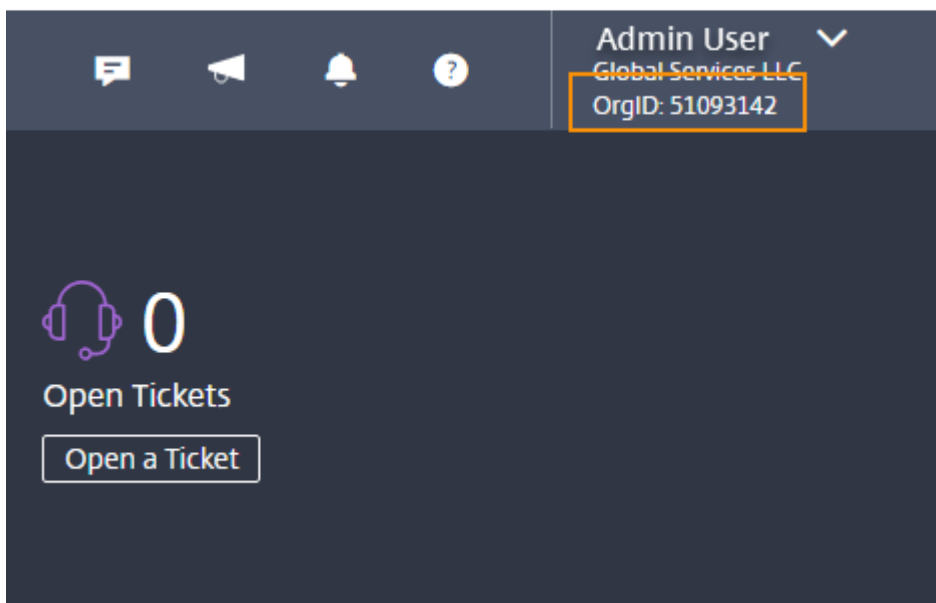 Admin User
Global Services LLC
OrgID: 51093142
0
Open Tickets
Open a Ticket